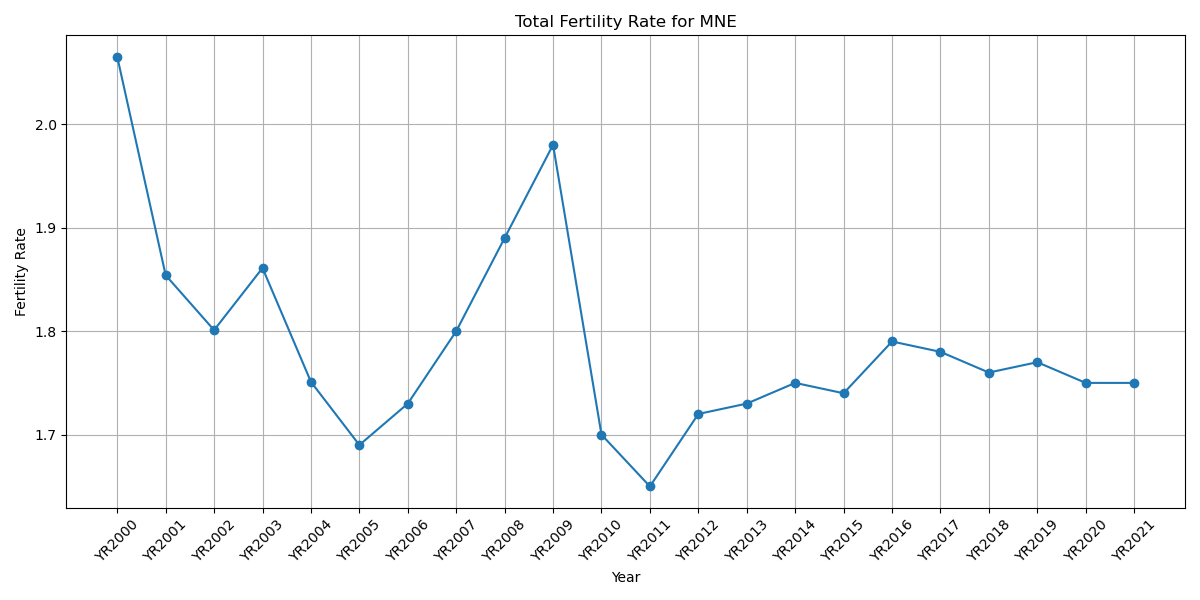 Total Fertility Rate for MNE
Fertility Rate
2.0
1.9
1.8
1.7
YR2000
YR2001
YR2002
YR2003
YR2004
YR2005
YR2006
YR2007
YR2008
YR2009
YR2010
YR2011
YR2012
YR2013
YR2014
YR2015
YR2016
YR2017
YR2018
YR2019
YR2020
YR2021
Year